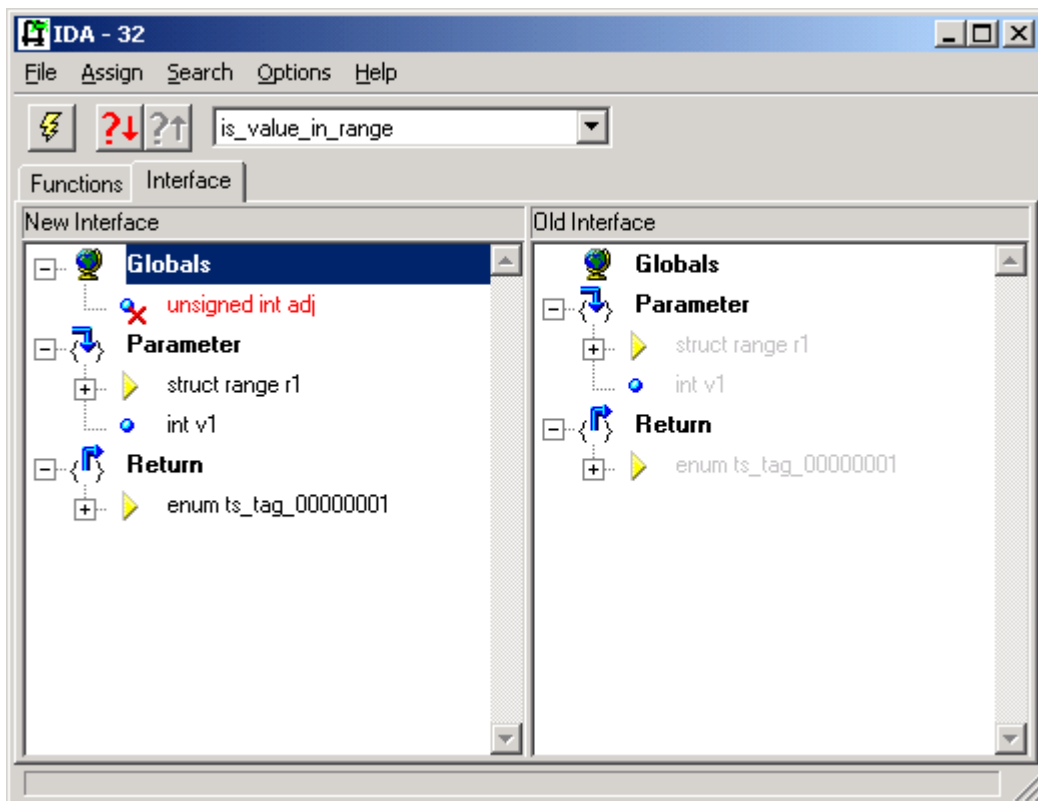 IDA - 32
File Assign Search Options Help
is_value_in_range
Functions Interface
New Interface
Globals
unsigned int adj
Parameter
struct range r1
int v1
Return
enum ts_tag_00000001
Old Interface
Globals
Parameter
struct range r1
int v1
Return
enum ts_tag_00000001